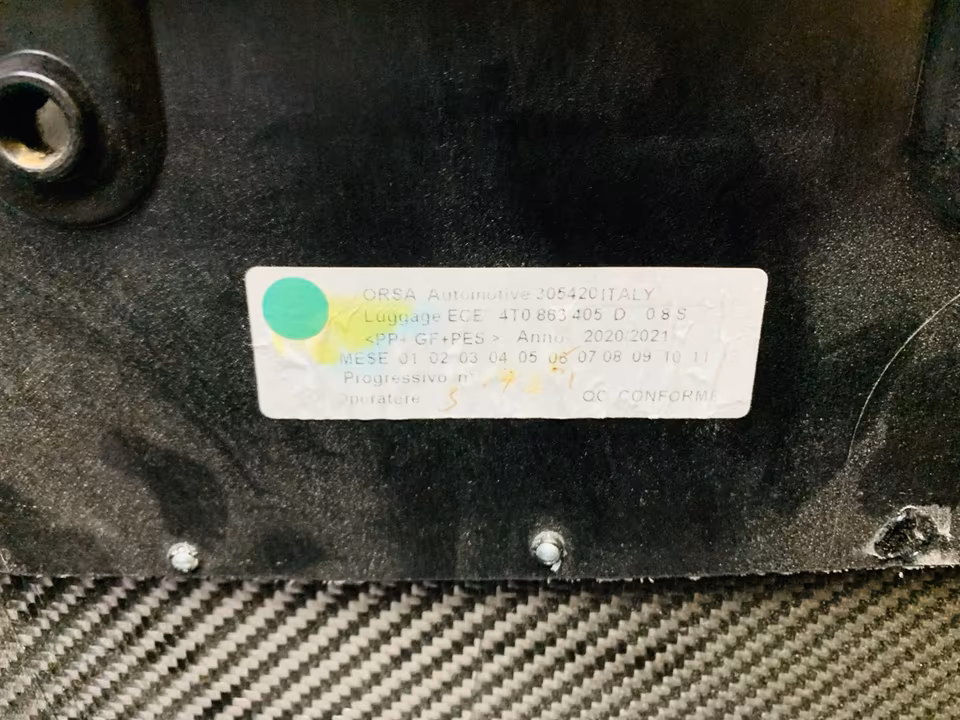 ORSA Automotive 305420 ITALY
Luggage ECE 4T0 863 405 D 0.8 S
<PP+ GF+PES > Anno 2020/2021
MESE 01 02 03 04 05 06 07 08 09 10 11
Progressivo n°
Operatere
QC CONFORME